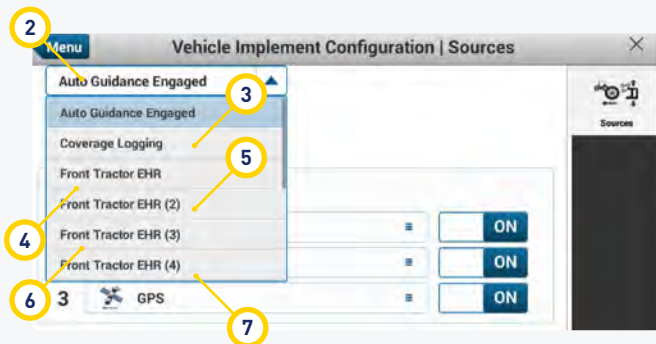 2
Menu
Vehicle Implement Configuration | Sources
Auto Guidance Engaged
3
Auto Guidance Engaged
Sources
Coverage Logging
5
Front Tractor EHR
Front Tractor EHR (2)
4
Front Tractor EHR (3)
ON
Front Tractor EHR (4)
ON
6
3 GPS
ON
7